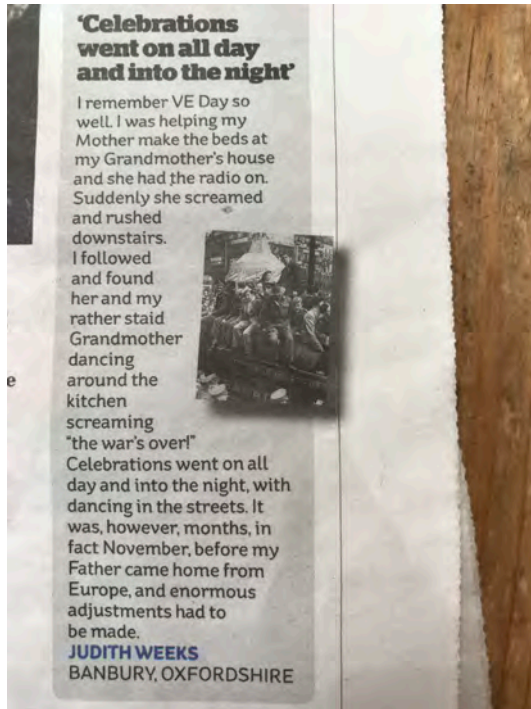 ‘Celebrations
went on all day
and into the night’
I remember VE Day so
well. I was helping my
Mother make the beds at
my Grandmother's house
and she had the radio on.
Suddenly she screamed
and rushed
downstairs.
I followed
and found
her and my
rather staid
Grandmother
dancing
around the
kitchen
screaming
"the war's over!"
Celebrations went on all
day and into the night, with
dancing in the streets. It
was, however, months, in
fact November, before my
Father came home from
Europe, and enormous
adjustments had to
be made.
JUDITH WEEKS
BANBURY, OXFORDSHIRE
e